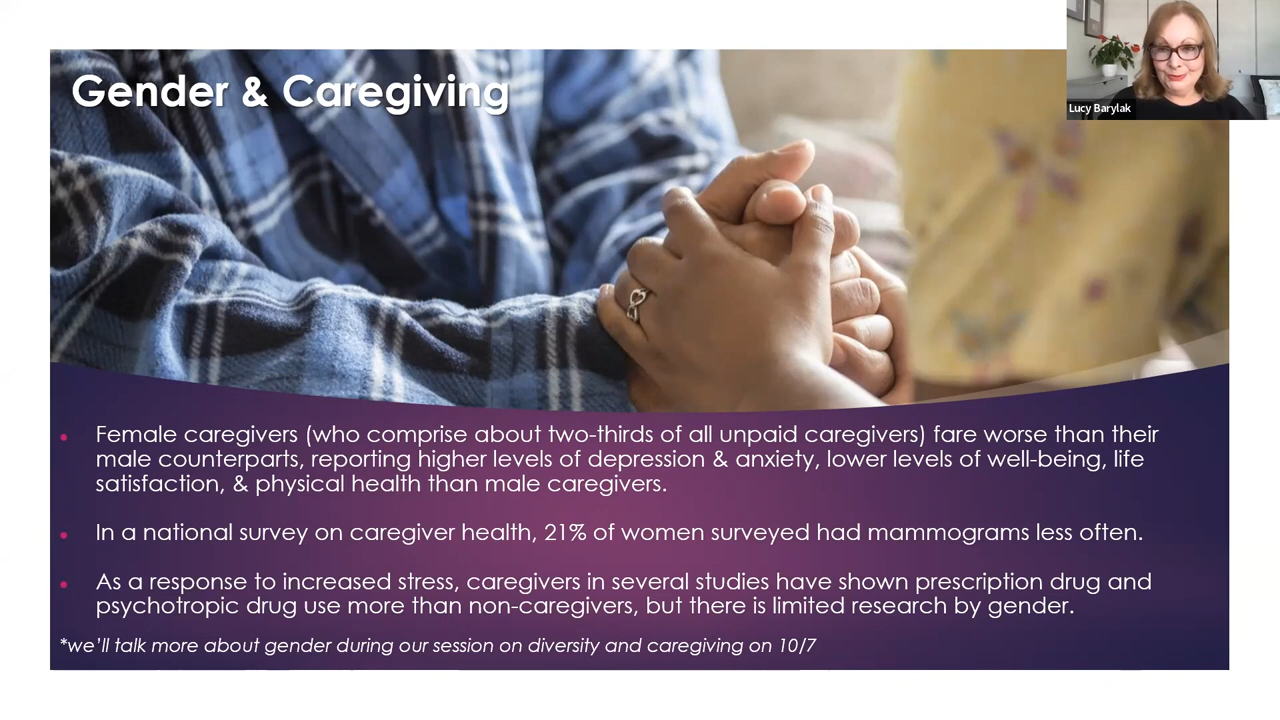 Gender & Caregiving
Lucy Barylak
• Female caregivers (who comprise about two-thirds of all unpaid caregivers) fare worse than their
male counterparts, reporting higher levels of depression & anxiety, lower levels of well-being, life
satisfaction, & physical health than male caregivers.
• In a national survey on caregiver health, 21% of women surveyed had mammograms less often.
• As a response to increased stress, caregivers in several studies have shown prescription drug and
psychotropic drug use more than non-caregivers, but there is limited research by gender.
*we’ll talk more about gender during our session on diversity and caregiving on 10/7